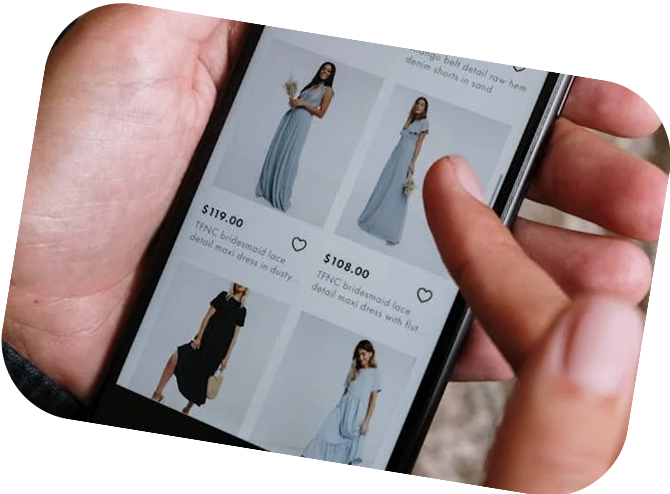 mango belt detail raw hem
denim shorts in sand
$119.00
TFNC bridesmaid lace
detail maxi dress in dusty...
$108.00
TFNC bridesmaid lace
detail maxi dress with flut...